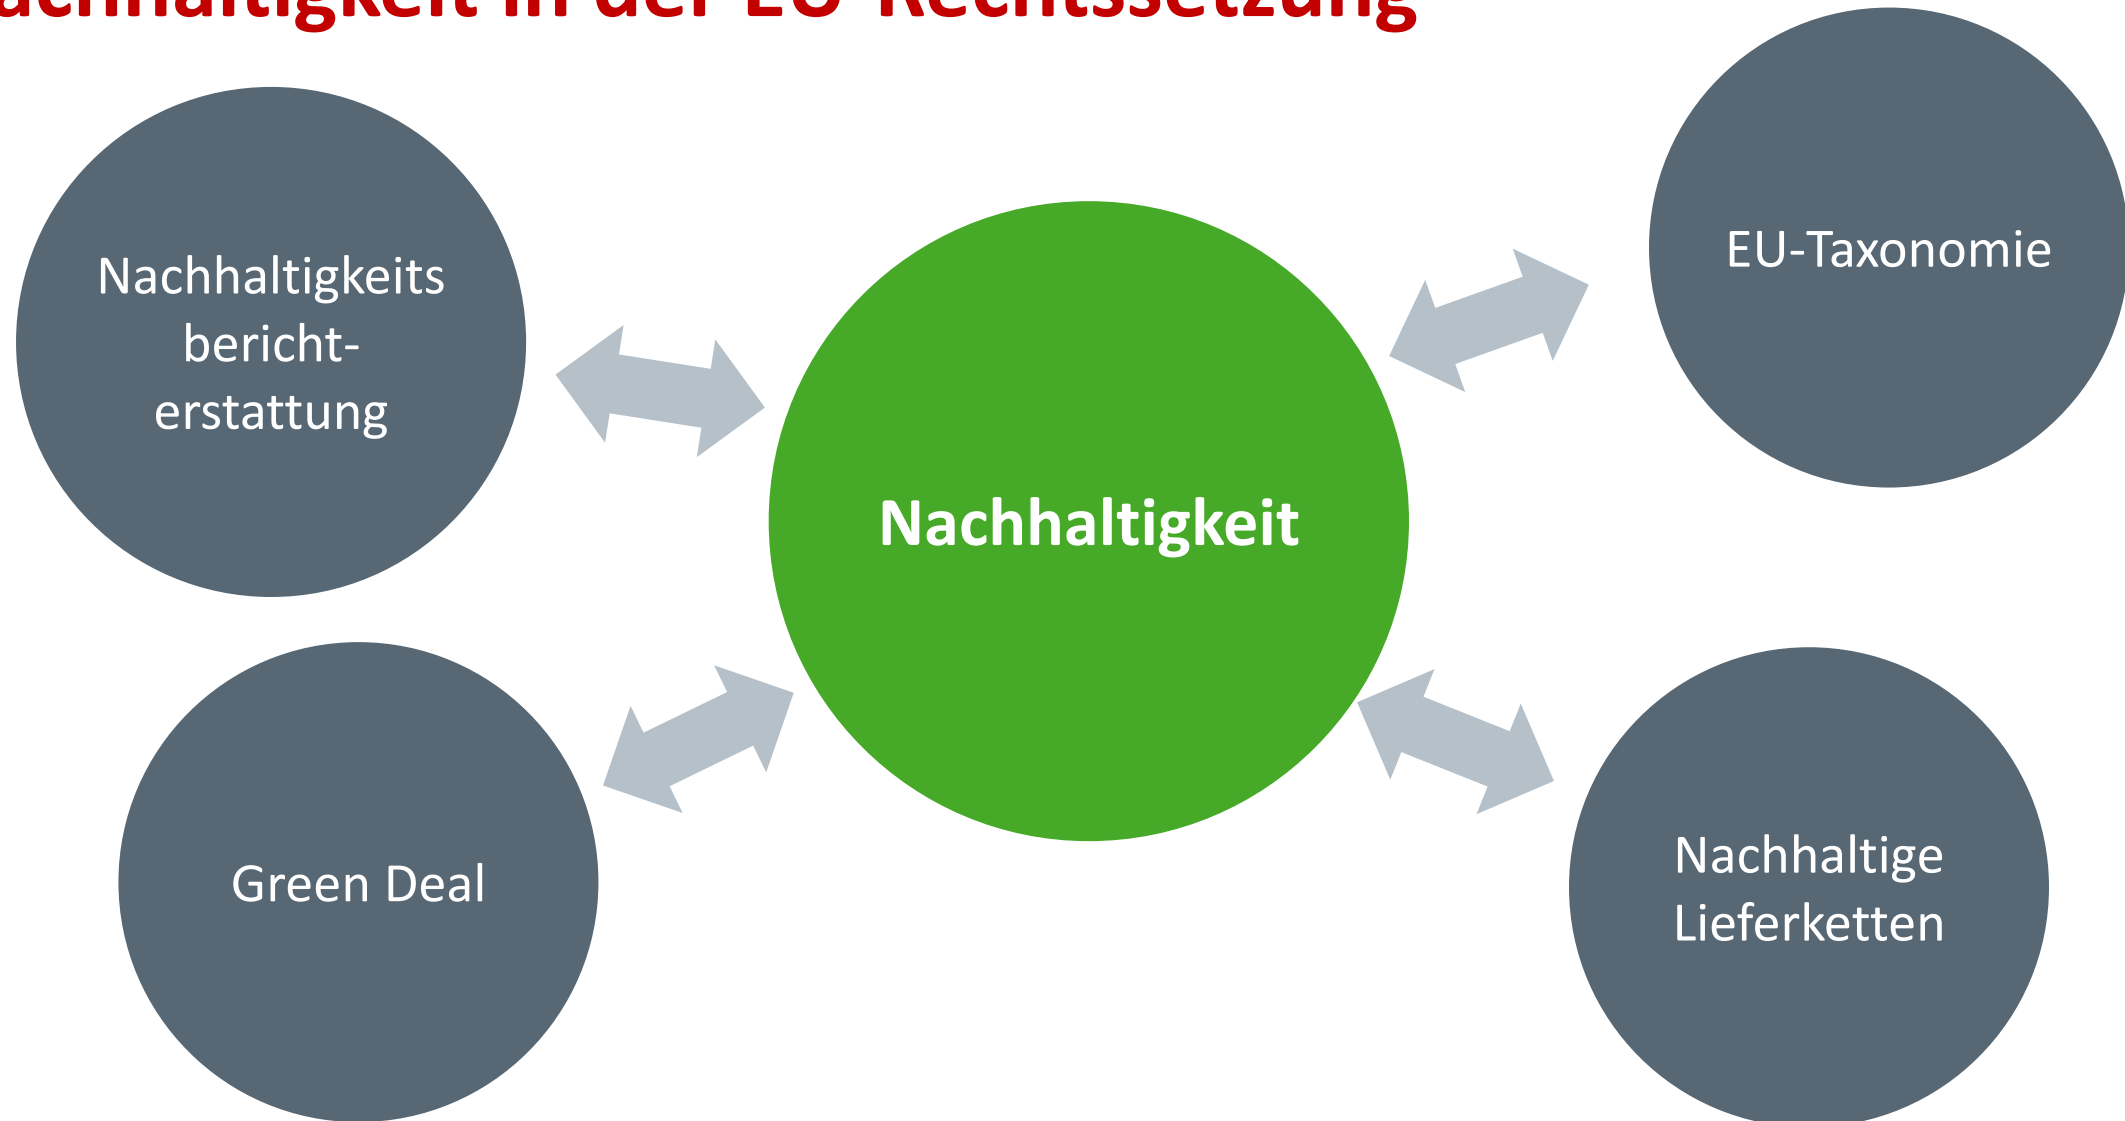 achhaltigkeit in der EU-Rechtssetzung
Nachhaltigkeits
bericht-
erstattung
EU-Taxonomie
Nachhaltigkeit
Green Deal
Nachhaltige
Lieferketten